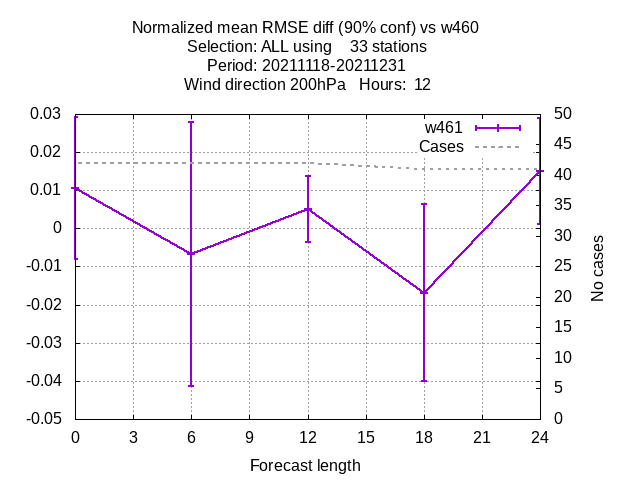 Normalized mean RMSE diff (90% conf) vs w460
Selection: ALL using 33 stations
Period: 20211118-20211231
Wind direction 200hPa Hours: 12
w461
Cases
0.03
0.02
0.01
0
-0.01
-0.02
-0.03
-0.04
-0.05
50
45
40
35
30
25
20
15
10
5
0
No cases
0 3 6 9 12 15 18 21 24
Forecast length